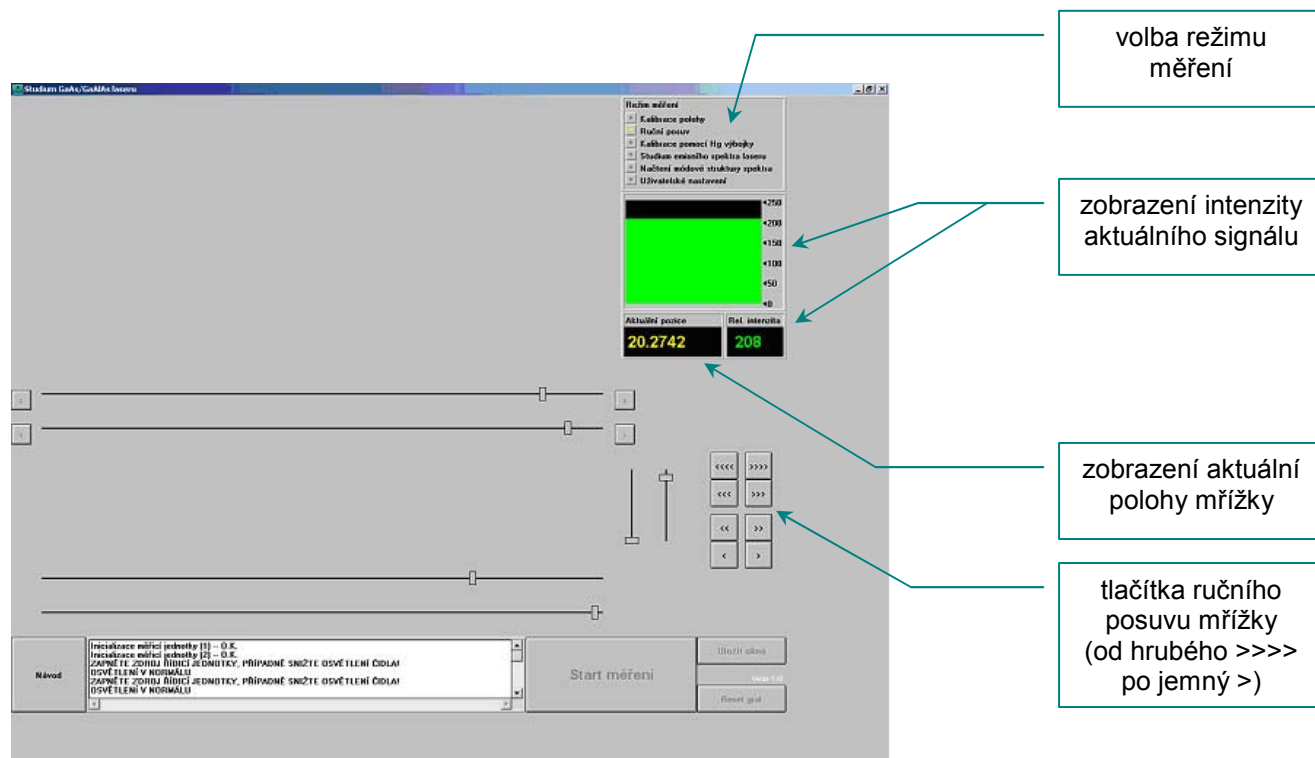 volba režimu
měření
Studium GaAs/GaAlAs laseru
Režim měření
Kalibrace polohy
Ruční posuv
Kalibrace pomocí Hg výbojky
Studium emisního spektra laseru
Načtení módové struktury spektra
Uživatelské nastavení
250
200
150
100
50
0
zobrazení intenzity
aktuálního signálu
Aktuální pozice
Rel. intenzita
20.2742
208
zobrazení aktuální
polohy mřížky
<<<< >>>>
<<< >>>
<< >>
< >
tlačítka ručního
posuvu mřížky
(od hrubého >>>>
po jemný >)
Návod
Inicializace měřicí jednotky (1) -- O.K.
Inicializace měřicí jednotky (2) -- O.K.
ZAPNĚTE ZDROJ ŘÍDICÍ JEDNOTKY, PŘÍPADNĚ SNIŽTE OSVĚTLENÍ ČIDLA!
OSVĚTLENÍ V NORMÁLU
ZAPNĚTE ZDROJ ŘÍDICÍ JEDNOTKY, PŘÍPADNĚ SNIŽTE OSVĚTLENÍ ČIDLA!
OSVĚTLENÍ V NORMÁLU
Start měření
Uložit okno
Reset graf